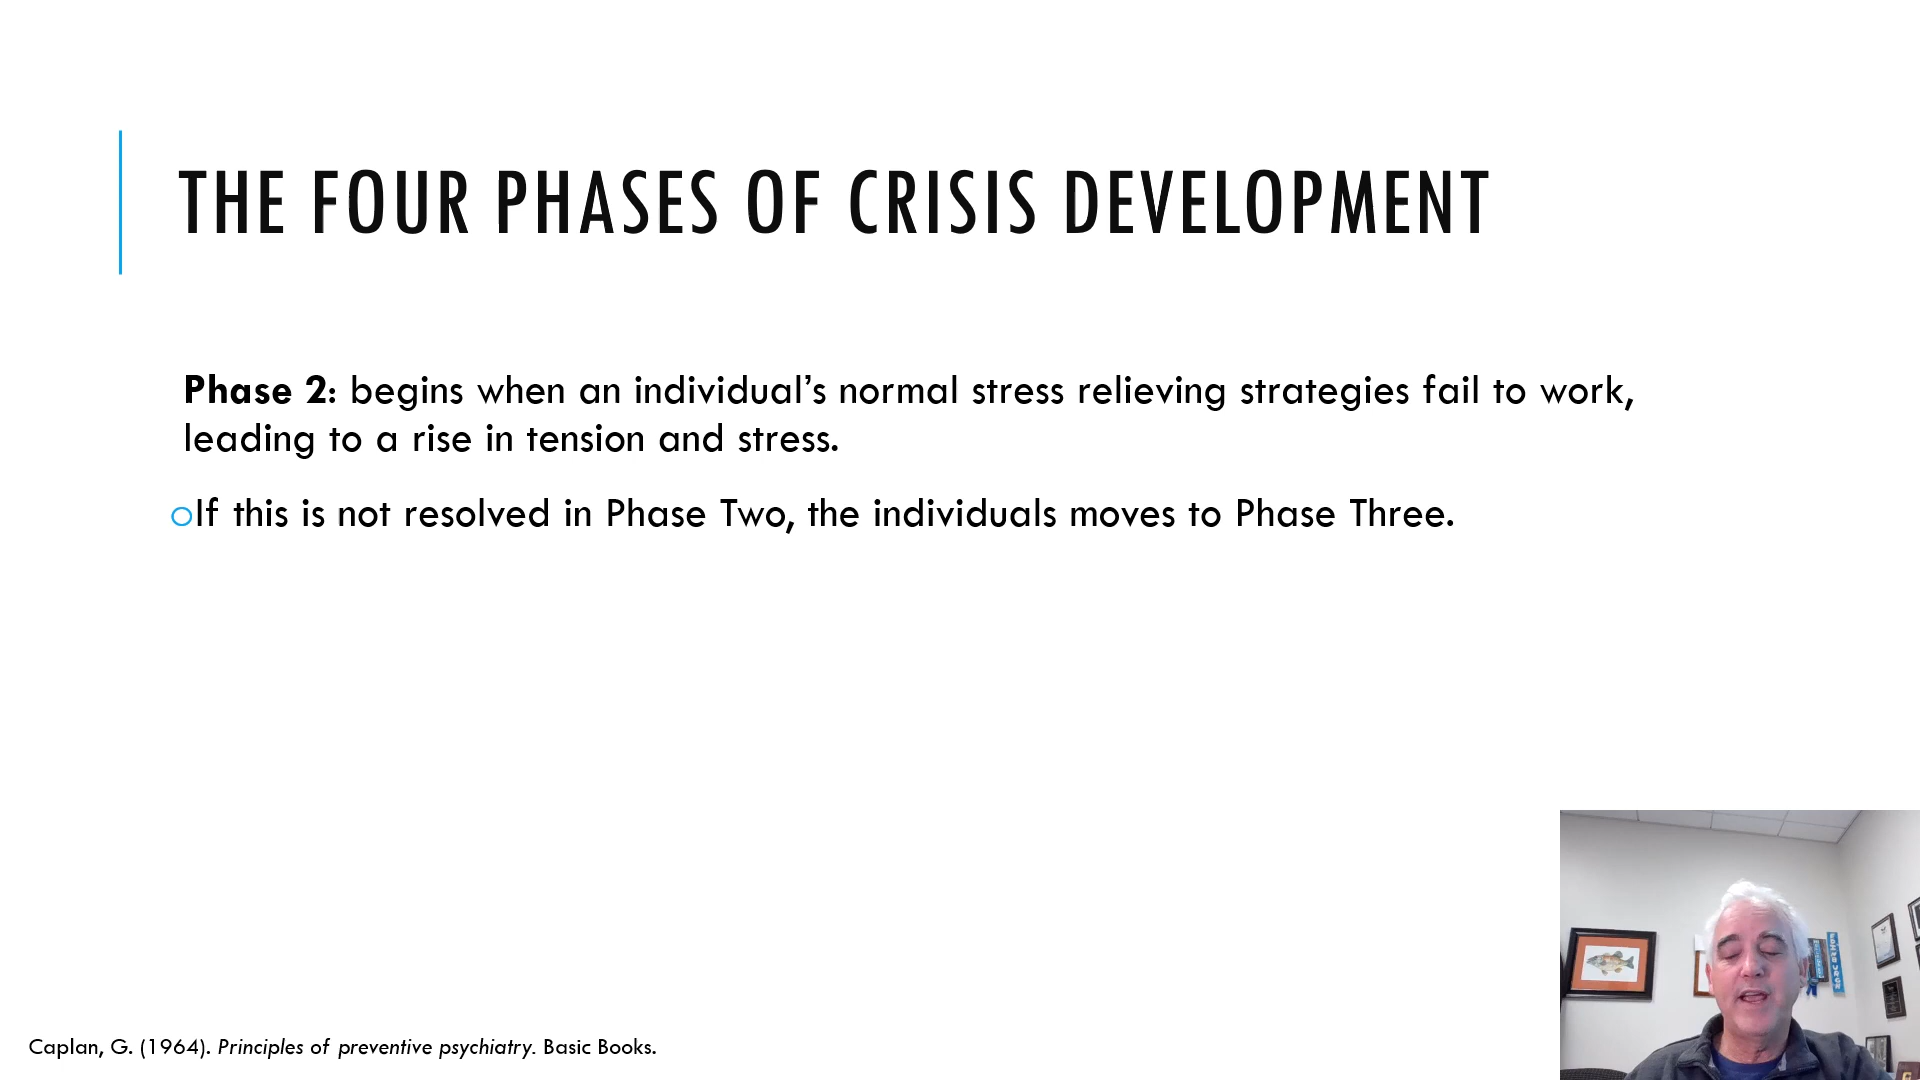 THE FOUR PHASES OF CRISIS DEVELOPMENT
Phase 2: begins when an individual’s normal stress relieving strategies fail to work,
leading to a rise in tension and stress.
oIf this is not resolved in Phase Two, the individuals moves to Phase Three.
Caplan, G. (1964). Principles of preventive psychiatry. Basic Books.